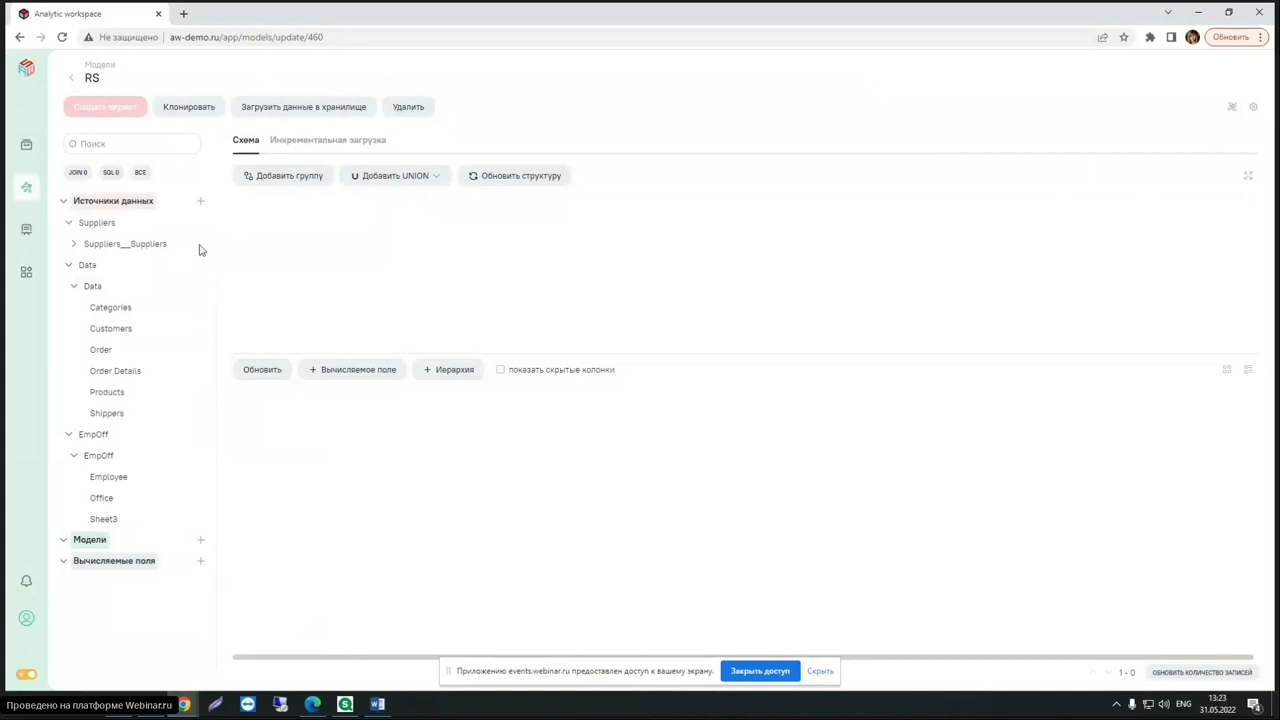 Analytic workspace
Не защищено aw-demo.ru/app/models/update/460 Обновить
Модели
RS
Создать виджет Клонировать Загрузить данные в хранилище Удалить
Поиск
Схема Инкрементальная загрузка
JOIN 0 SQL 0 ВСЕ
Добавить группу Добавить UNION Обновить структуру
Источники данных
Suppliers
Suppliers__Suppliers
Data
Data
Categories
Customers
Order
Order Details
Products
Shippers
EmpOff
EmpOff
Employee
Office
Sheet3
Модели
Вычисляемые поля
Обновить + Вычисляемое поле + Иерархия показать скрытые колонки
Приложению events.webinar.ru предоставлен доступ к вашему экрану. Закрыть доступ Скрыть
1 - 0 ОБНОВИТЬ КОЛИЧЕСТВО ЗАПИСЕЙ
Проведено на платформе Webinar.ru
ENG 13:23
31.05.2022
4